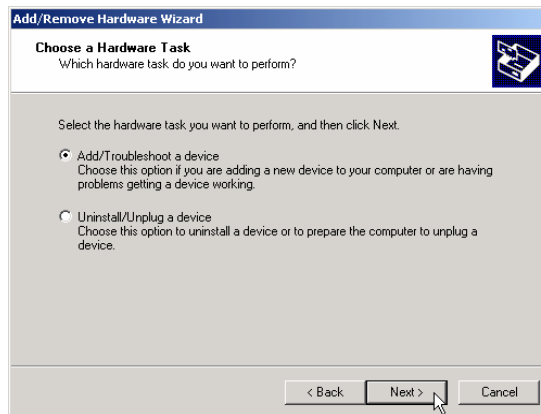 Add/Remove Hardware Wizard
Choose a Hardware Task
Which hardware task do you want to perform?
Select the hardware task you want to perform, and then click Next.
Add/Troubleshoot a device
Choose this option if you are adding a new device to your computer or are having
problems getting a device working.
Uninstall/Unplug a device
Choose this option to uninstall a device or to prepare the computer to unplug a
device.
< Back Next > Cancel